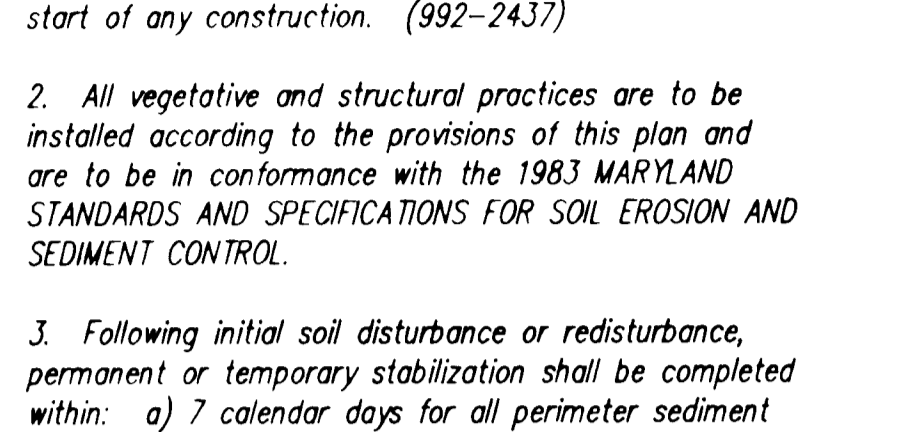 start of any construction. (992-2437)
2. All vegetative and structural practices are to be
installed according to the provisions of this plan and
are to be in conformance with the 1983 MARYLAND
STANDARDS AND SPECIFICATIONS FOR SOIL EROSION AND
SEDIMENT CONTROL.
3. Following initial soil disturbance or redisturbance,
permanent or temporary stabilization shall be completed
within: a) 7 calendar days for all perimeter sediment